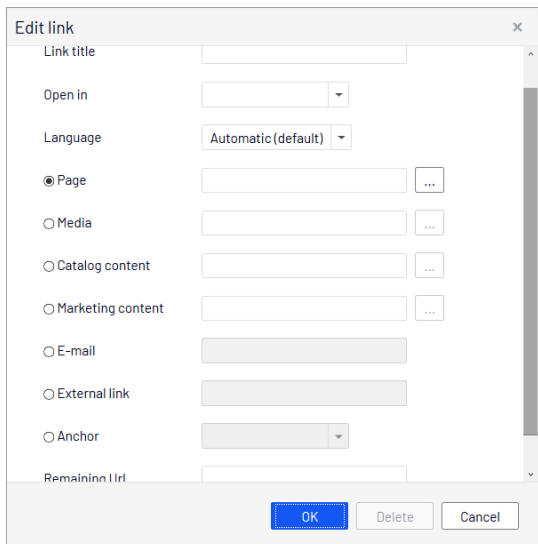 Edit link
Link title
Open in
Language Automatic (default)
Page ...
Media ...
Catalog content ...
Marketing content ...
E-mail
External link
Anchor
Remaining Url
OK Delete Cancel